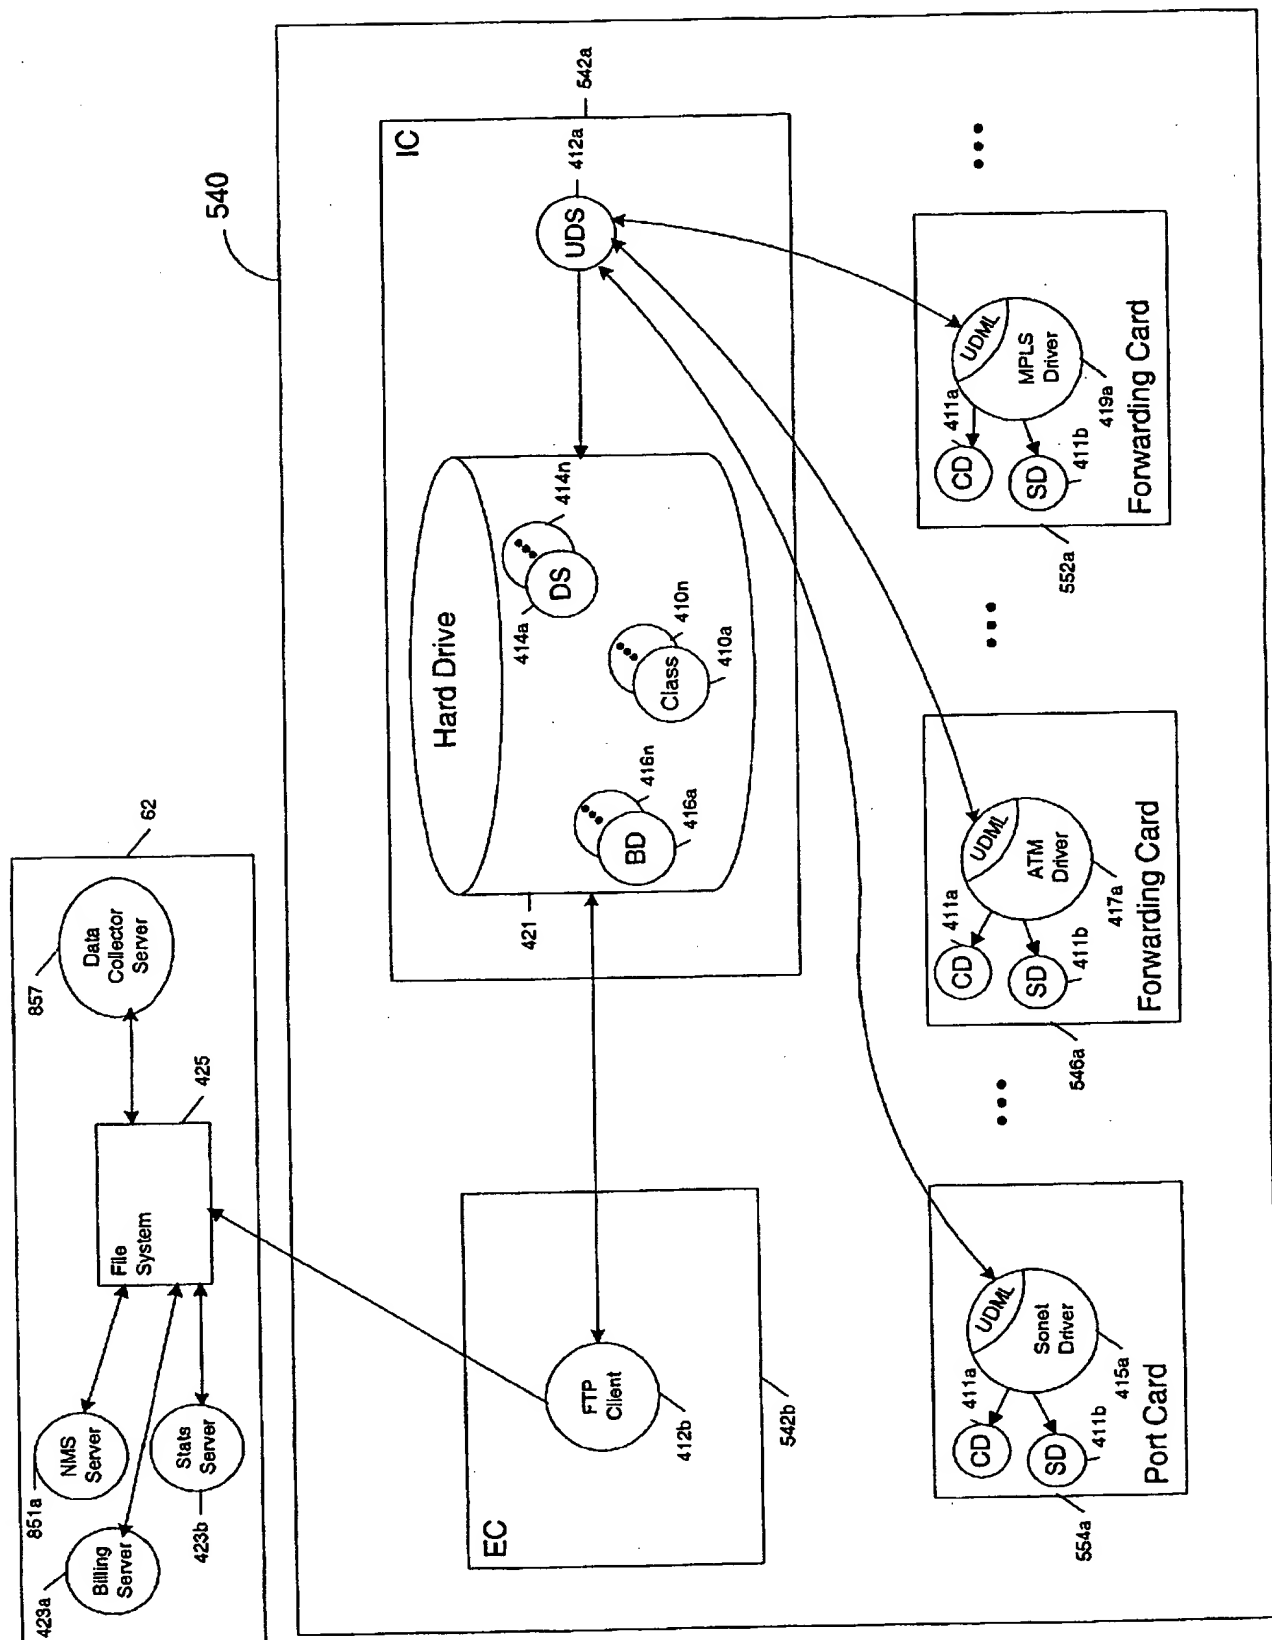 62
423a
Billing
Server
851a
NMS
Server
Stats
Server
423b
File
System
425
857
Data
Collector
Server
540
EC
FTP
Client
412b
542b
IC
542a
Hard Drive
421
BD
416n
416a
Class
410n
410a
DS
414a
414n
UDS
412a
Port Card
554a
CD
411a
SD
411b
UDML
Sonet
Driver
415a
Forwarding Card
546a
CD
411a
SD
411b
UDML
ATM
Driver
417a
Forwarding Card
552a
CD
411a
SD
411b
UDML
MPLS
Driver
419a